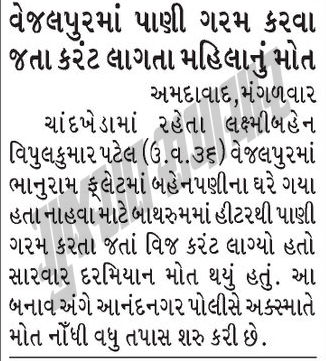 વેજલપુરમાં પાણી ગરમ કરવા
જતા કરંટ લાગતા મહિલાનું મોત
અમદાવાદ,મંગળવાર
ચાંદખેડામાં રહેતા લક્ષ્મીબહેન
વિપુલકુમાર પટેલ (ઉ.વ.૩૬) વેજલપુરમાં
ભાનુરામ ફ્લેટમાં બહેનપણીના ઘરે ગયા
હતા નાહવા માટે બાથરુમમાં હીટરથી પાણી
ગરમ કરતા જતાં વિજ કરંટ લાગ્યો હતો
સારવાર દરમિયાન મોત થયું હતું. આ
બનાવ અંગે આનંદનગર પોલીસે અક્સ્માતે
મોત નોંધી વધુ તપાસ શરુ કરી છે.